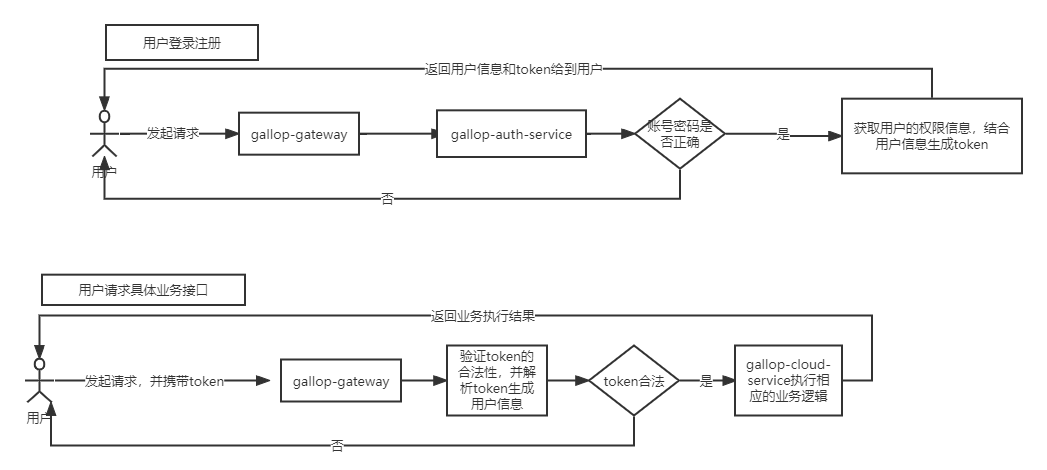 用户登录注册
返回用户信息和token给到用户
发起请求
gallop-gateway
gallop-auth-service
账号密码是
否正确
是
获取用户的权限信息，结合
用户信息生成token
用户
否
用户请求具体业务接口
返回业务执行结果
发起请求，并携带token
gallop-gateway
验证token的
合法性，并解
析token生成
用户信息
token合法
是
gallop-cloud-
service执行相
应的业务逻辑
用户
否